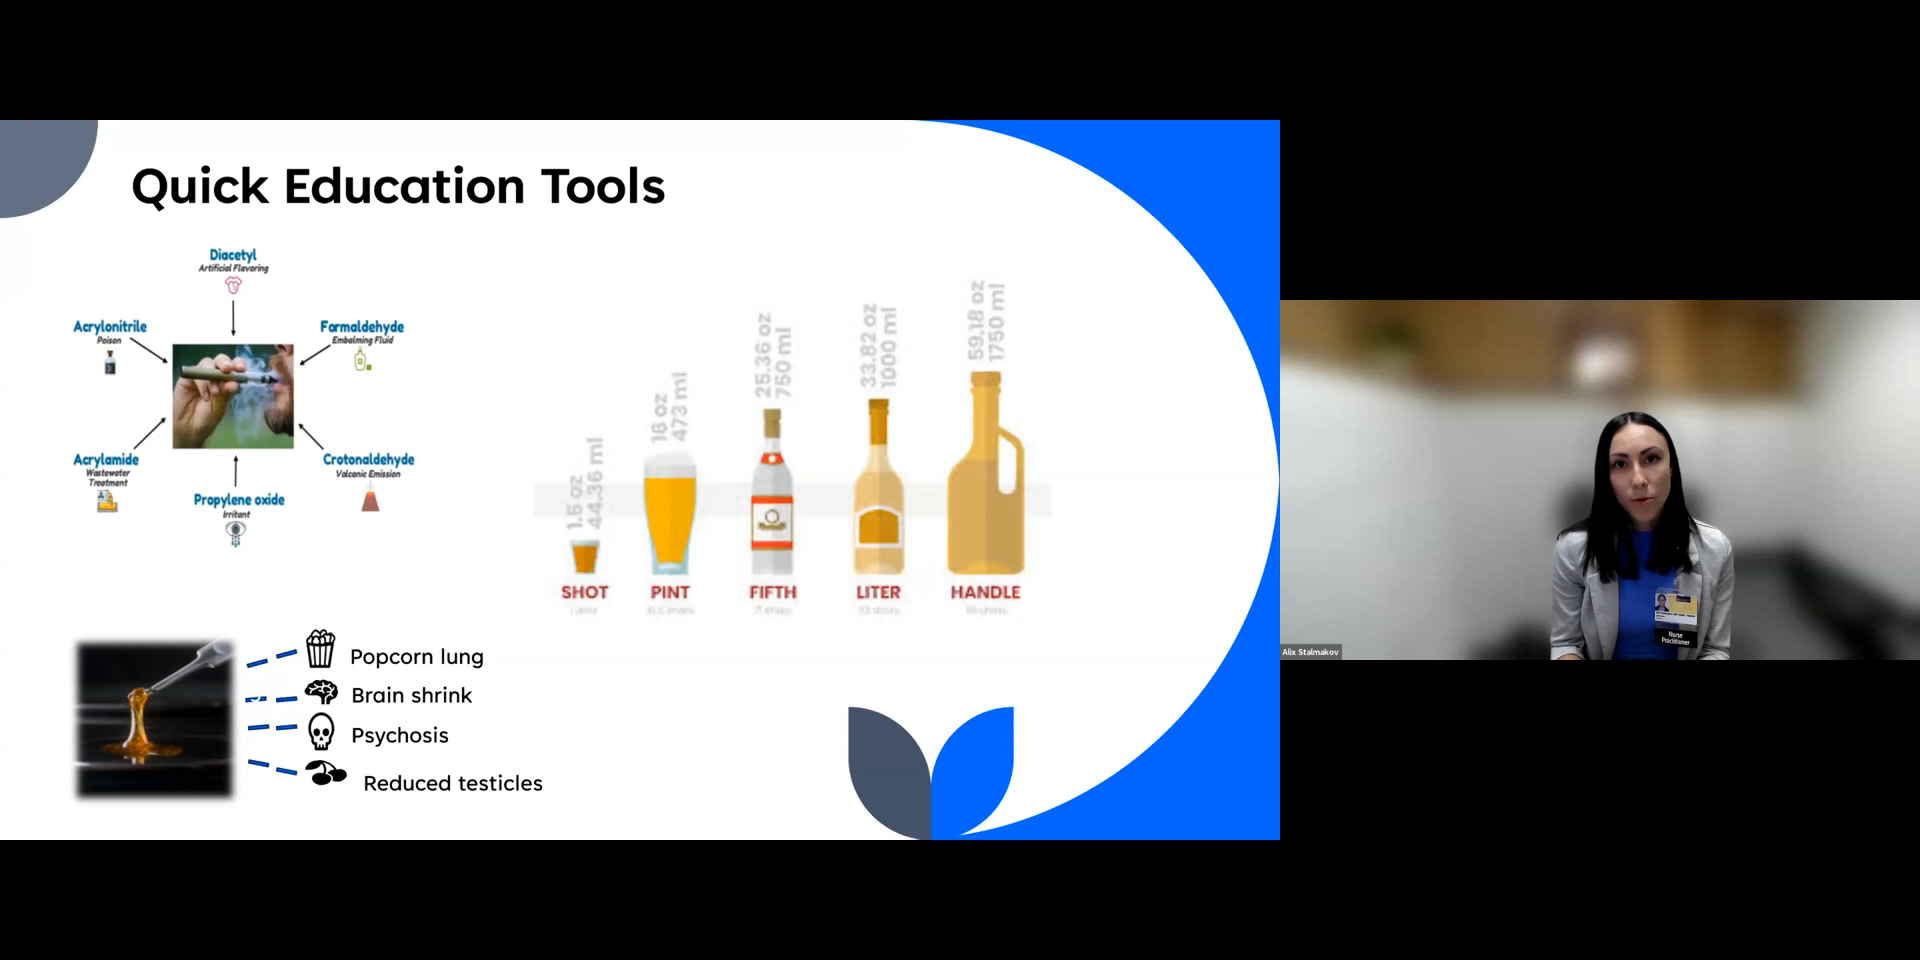 Quick Education Tools
Diacetyl
Artificial Flavoring
Acrylonitrile
Poison
Formaldehyde
Embalming Fluid
Acrylamide
Wastewater
Treatment
Crotonaldehyde
Volcanic Emission
Propylene oxide
Irritant
1.5 oz
44.36 ml
16 oz
473 ml
25.36 oz
750 ml
33.82 oz
1000 ml
59.18 oz
1750 ml
SHOT
PINT
FIFTH
LITER
HANDLE
Popcorn lung
Brain shrink
Psychosis
Reduced testicles
Nurse
Practitioner
Alix Stalmakov